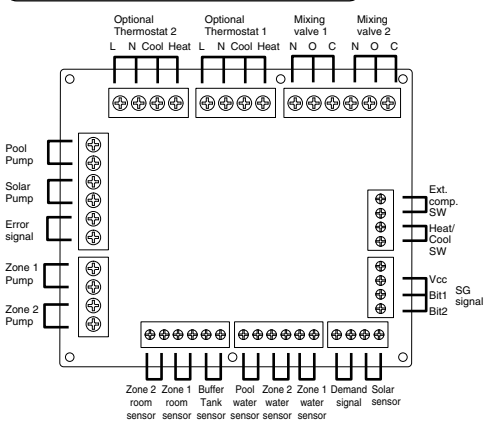 Optional Thermostat 2
Optional Thermostat 1
Mixing valve 1
Mixing valve 2
L N Cool Heat
L N Cool Heat
N O C
N O C
Pool Pump
Solar Pump
Error signal
Zone 1 Pump
Zone 2 Pump
Ext. comp. SW
Heat/ Cool SW
Vcc
Bit1
Bit2
SG signal
Zone 2 room sensor
Zone 1 room sensor
Buffer Tank sensor
Pool water sensor
Zone 2 water sensor
Zone 1 water sensor
Demand signal
Solar sensor